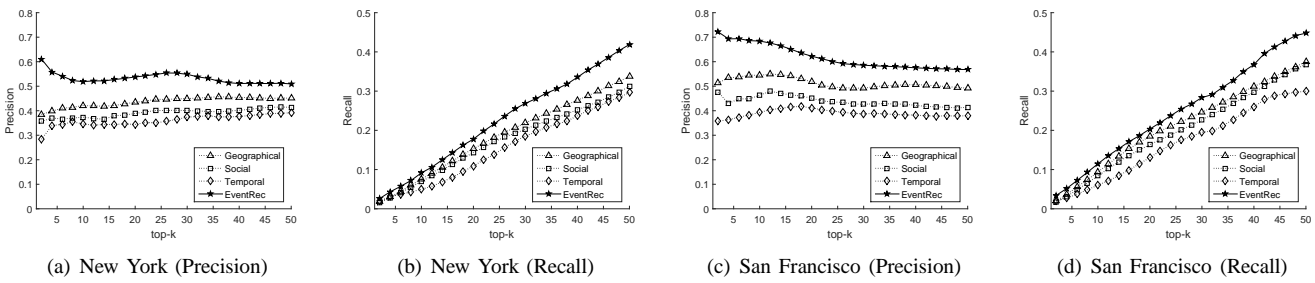 0.8
0.7
0.6
0.5
0.4
0.3
0.2
0.1
0
Precision
5 10 15 20 25 30 35 40 45 50
top-k
Geographical
Social
Temporal
EventRec
(a) New York (Precision)
0.5
0.4
0.3
0.2
0.1
0
Recall
5 10 15 20 25 30 35 40 45 50
top-k
Geographical
Social
Temporal
EventRec
(b) New York (Recall)
0.8
0.7
0.6
0.5
0.4
0.3
0.2
0.1
0
Precision
5 10 15 20 25 30 35 40 45 50
top-k
Geographical
Social
Temporal
EventRec
(c) San Francisco (Precision)
0.5
0.4
0.3
0.2
0.1
0
Recall
5 10 15 20 25 30 35 40 45 50
top-k
Geographical
Social
Temporal
EventRec
(d) San Francisco (Recall)